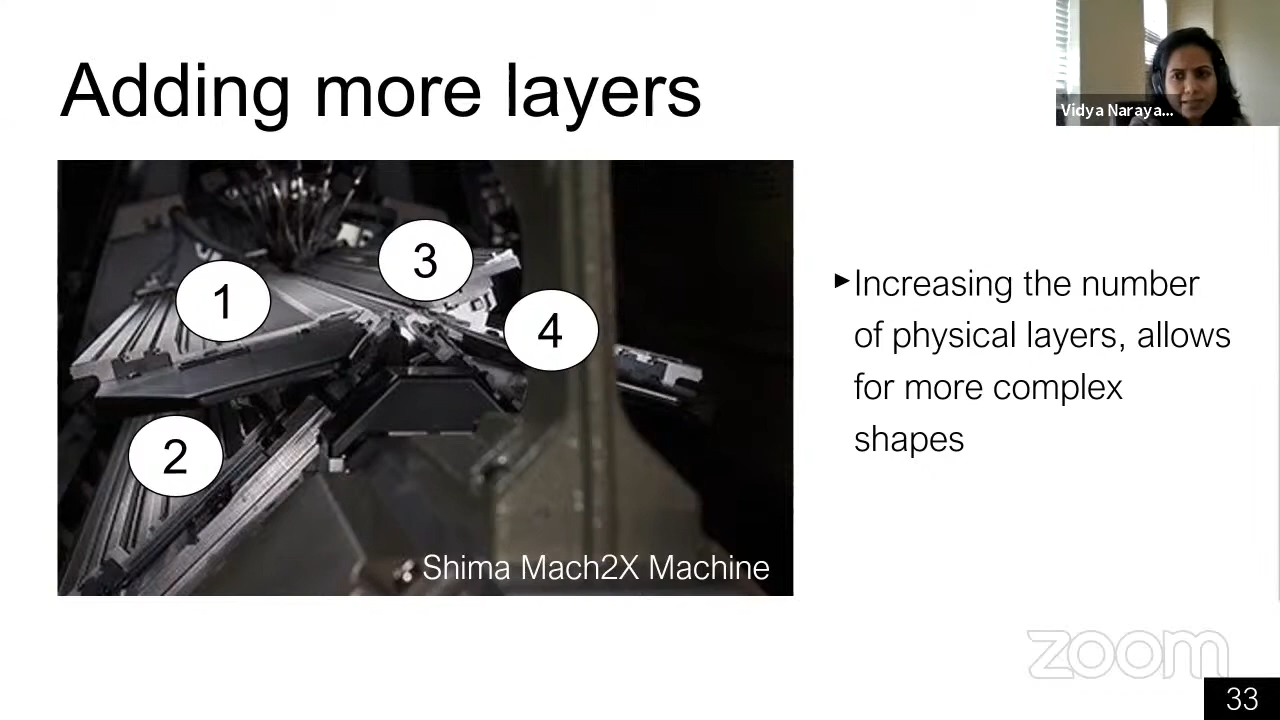 Adding more layers
Vidya Naraya...
1
3
4
2
Shima Mach2X Machine
►Increasing the number
of physical layers, allows
for more complex
shapes
zoom
33